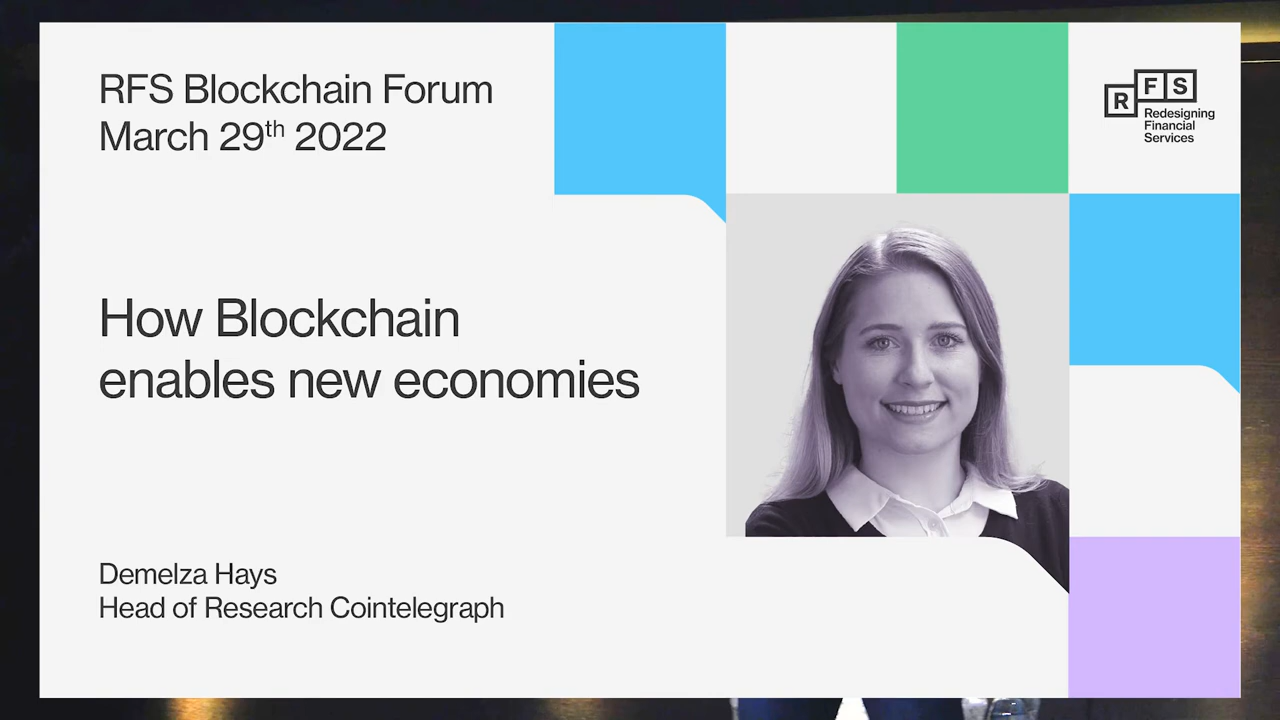 RFS Blockchain Forum
March 29th 2022
RFS
Redesigning
Financial
Services
How Blockchain
enables new economies
Demelza Hays
Head of Research Cointelegraph